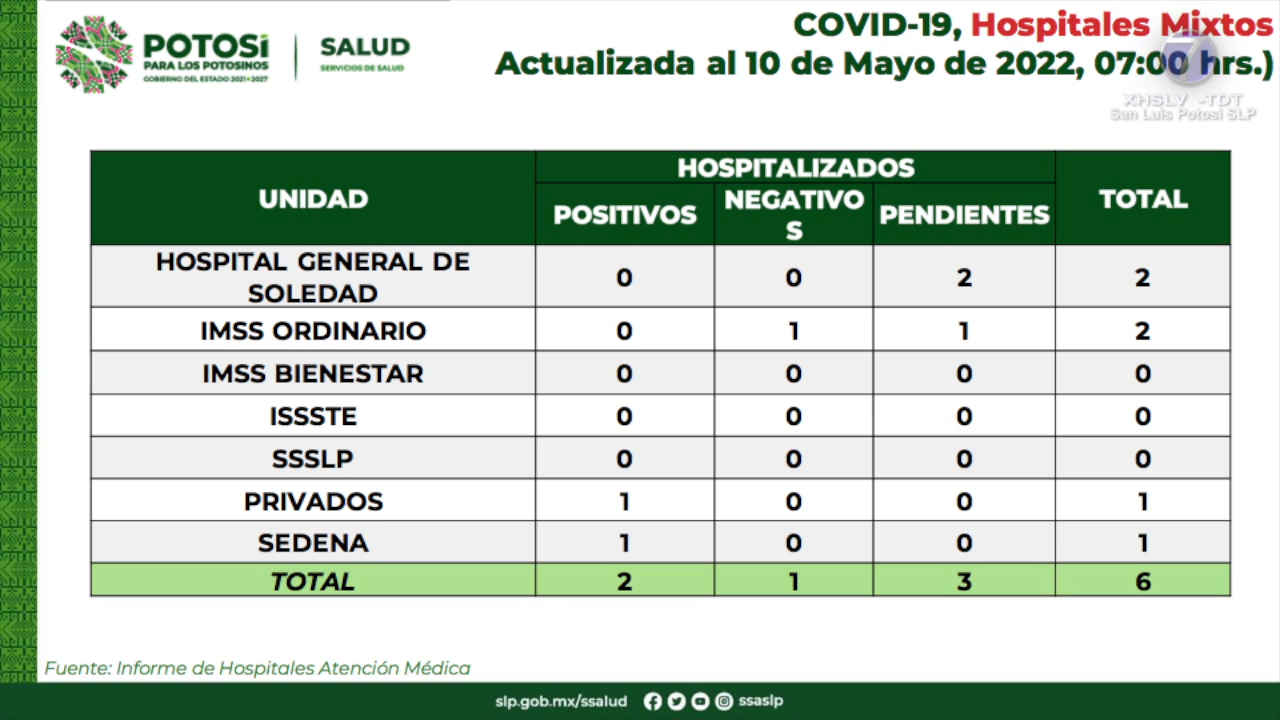 POTOSÍ
PARA LOS POTOSINOS
GOBIERNO DEL ESTADO 2021-2027
SALUD
SERVICIOS DE SALUD
COVID-19, Hospitales Mixtos
Actualizada al 10 de Mayo de 2022, 07:00 hrs.)
7
XHSLV -TDT
San Luis Potosí SLP
UNIDAD
HOSPITALIZADOS
TOTAL
POSITIVOS
NEGATIVO
S
PENDIENTES
HOSPITAL GENERAL DE
SOLEDAD
0 0 2 2
IMSS ORDINARIO 0 1 1 2
IMSS BIENESTAR 0 0 0 0
ISSSTE 0 0 0 0
SSSLP 0 0 0 0
PRIVADOS 1 0 0 1
SEDENA 1 0 0 1
TOTAL 2 1 3 6
Fuente: Informe de Hospitales Atención Médica
slp.gob.mx/ssalud ssaslp